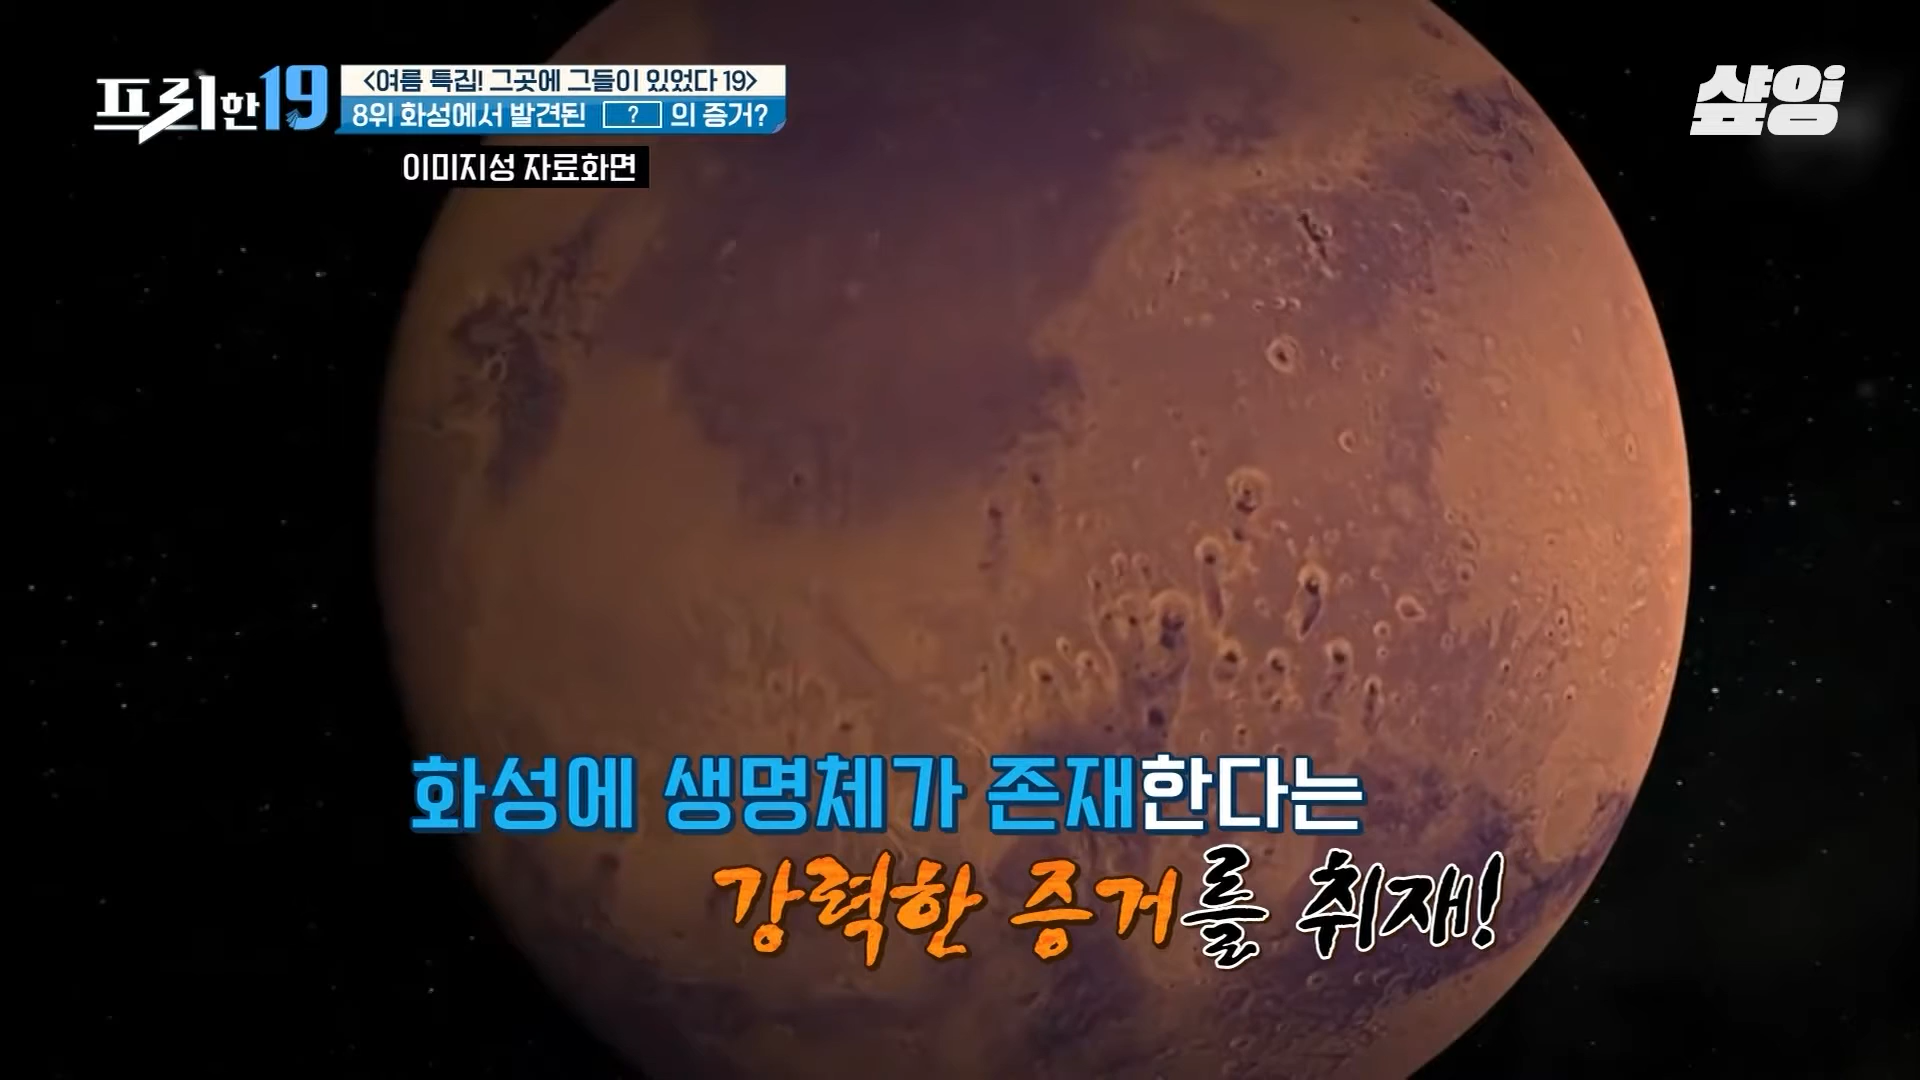 프리한19
<여름 특집! 그곳에 그들이 있었다 19>
8위 화성에서 발견된 ? 의 증거?
이미지성 자료화면
샾잉
화성에 생명체가 존재한다는
강력한 증거를 취재!